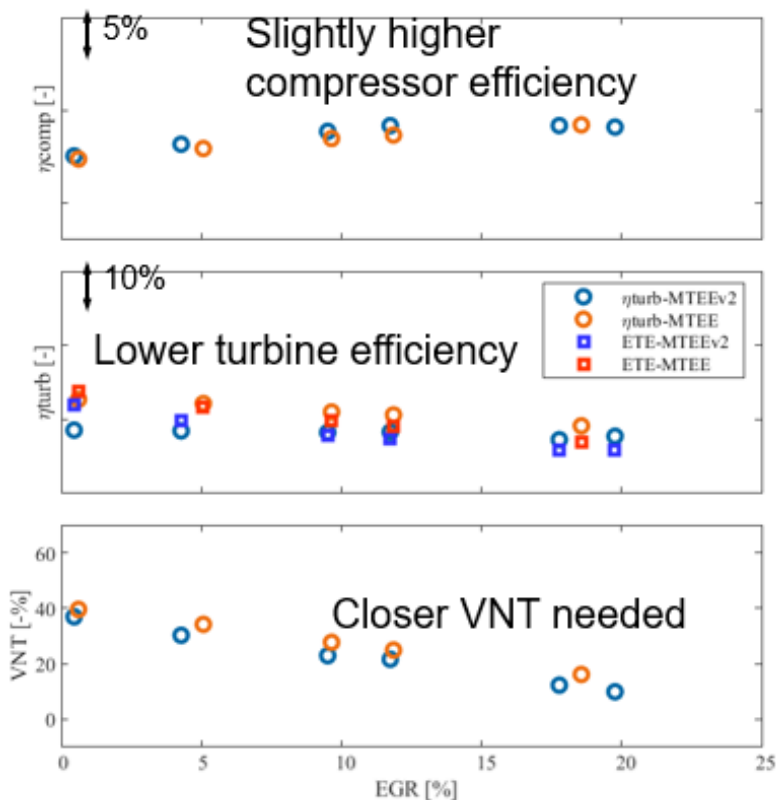 5%
Slightly higher
compressor efficiency
ηcomp [-]
10%
ηturb-MTEEv2
ηturb-MTEE
ETE-MTEEv2
ETE-MTEE
Lower turbine efficiency
ηturb [-]
60
40
20
0
Closer VNT needed
VNT [-%]
0
5
10
15
20
25
EGR [%]